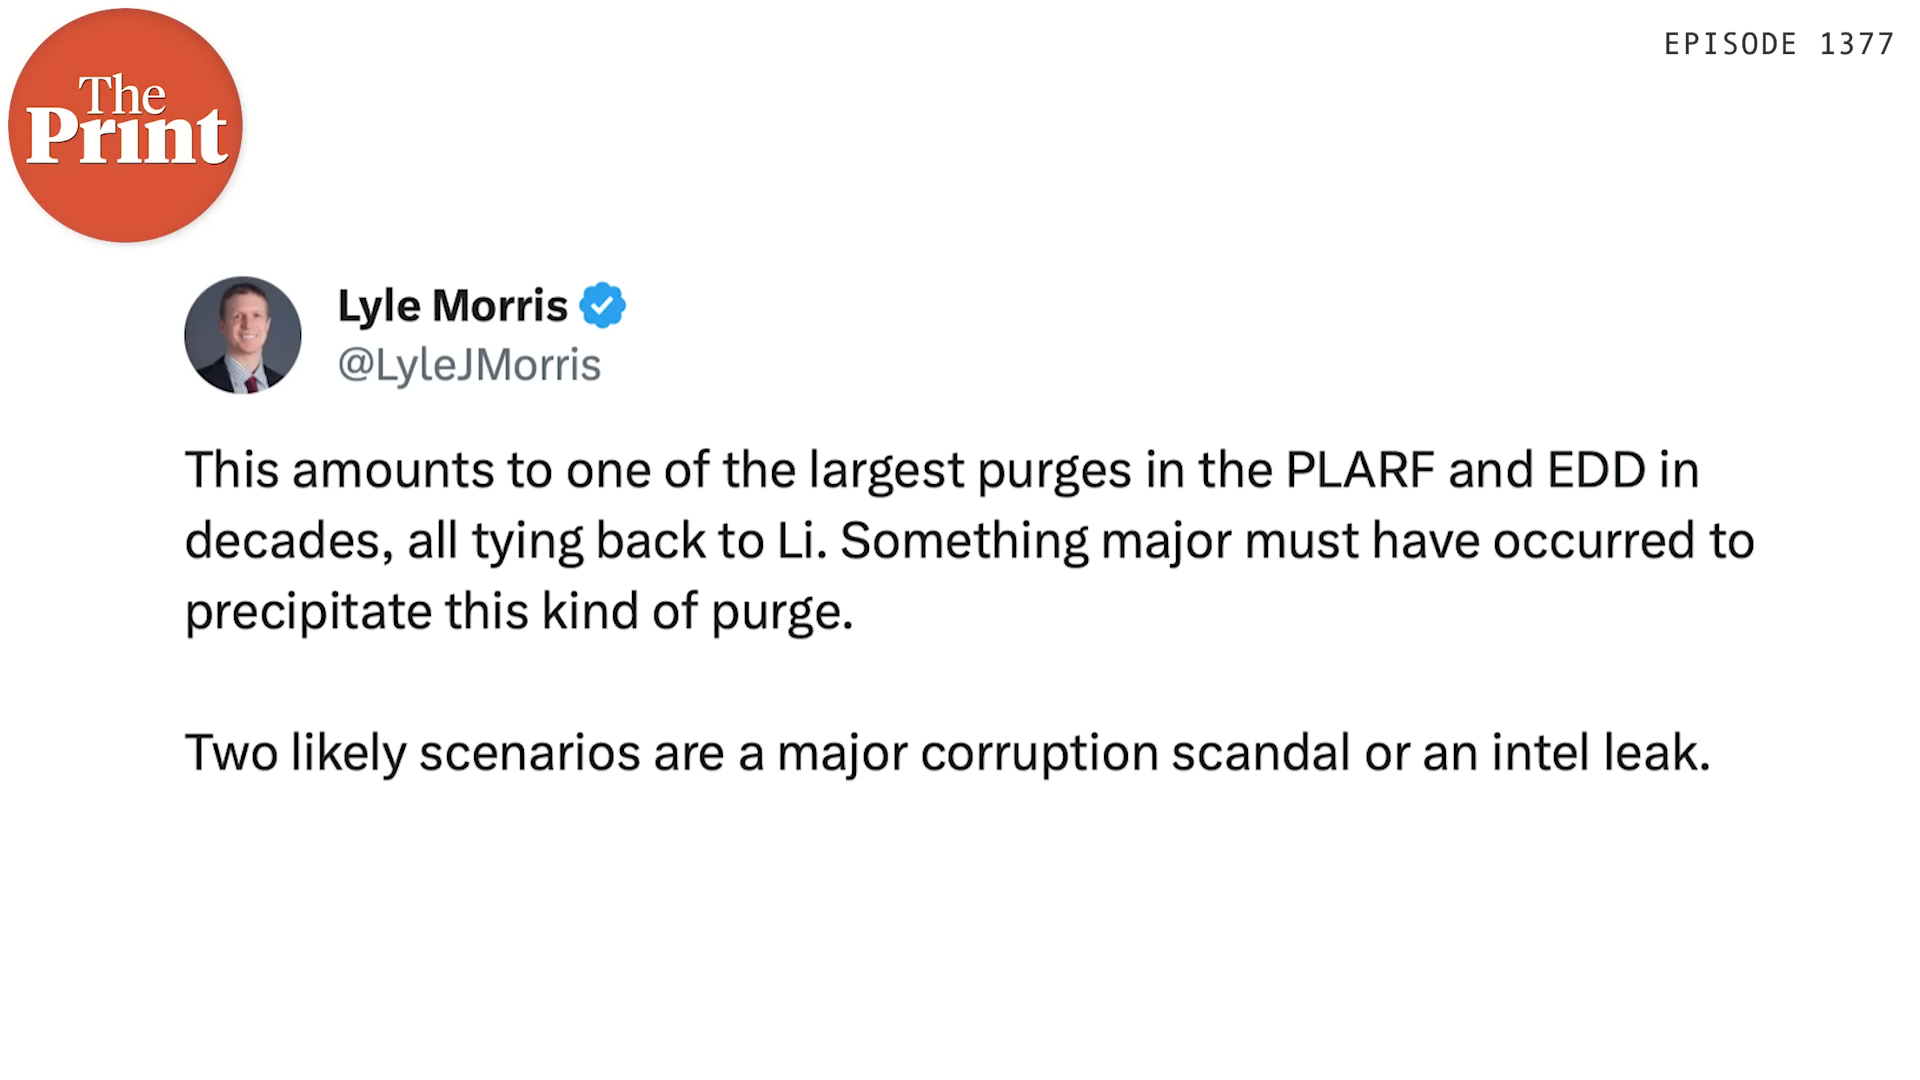 The
Print
EPISODE 1377
Lyle Morris
@LyleJMorris
This amounts to one of the largest purges in the PLARF and EDD in
decades, all tying back to Li. Something major must have occurred to
precipitate this kind of purge.
Two likely scenarios are a major corruption scandal or an intel leak.